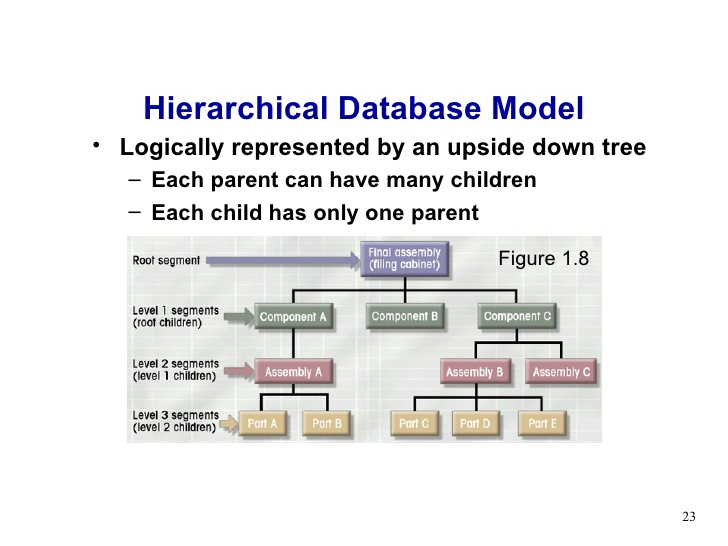 Hierarchical Database Model
• Logically represented by an upside down tree
– Each parent can have many children
– Each child has only one parent
Figure 1.8
Root segment
Final assembly
(filing cabinet)
Level 1 segments
(root children)
Component A
Component B
Component C
Level 2 segments
(level 1 children)
Assembly A
Assembly B
Assembly C
Level 3 segments
(level 2 children)
Part A
Part B
Part C
Part D
Part E
23